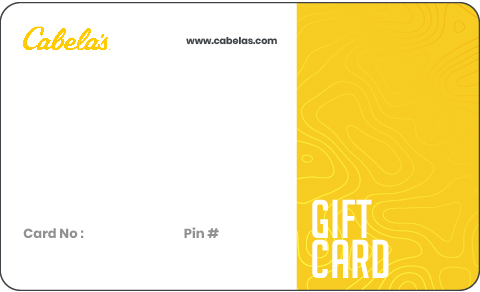 Cabela's
www.cabelas.com
Card No :
Pin #
GIFT
CARD